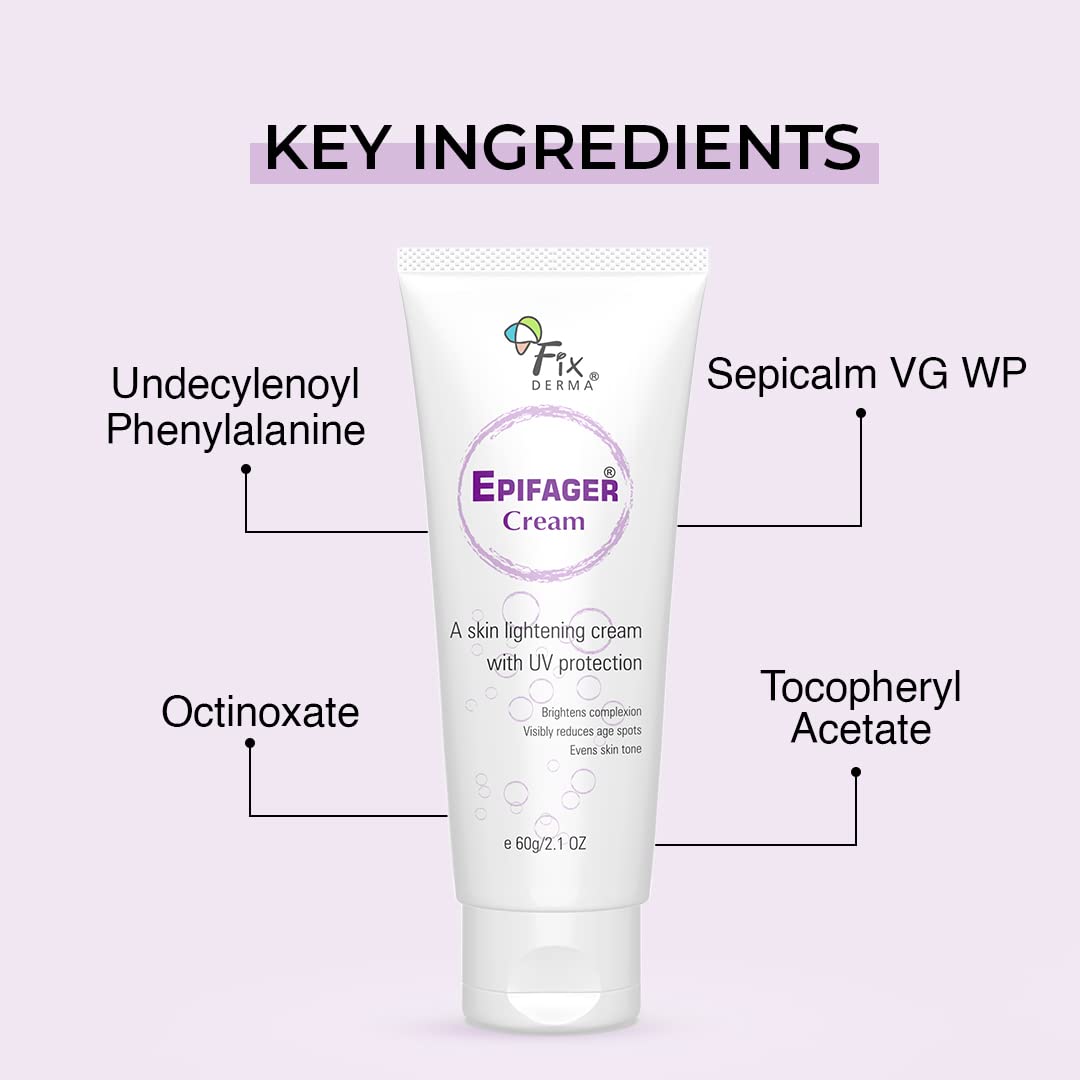 KEY INGREDIENTS
Undecylenoyl
Phenylalanine
Sepicalm VG WP
Octinoxate
Tocopheryl
Acetate
Fix
DERMA®
EPIFAGER®
Cream
A skin lightening cream
with UV protection
Brightens complexion
Visibly reduces age spots
Evens skin tone
e 60g/2.1 OZ